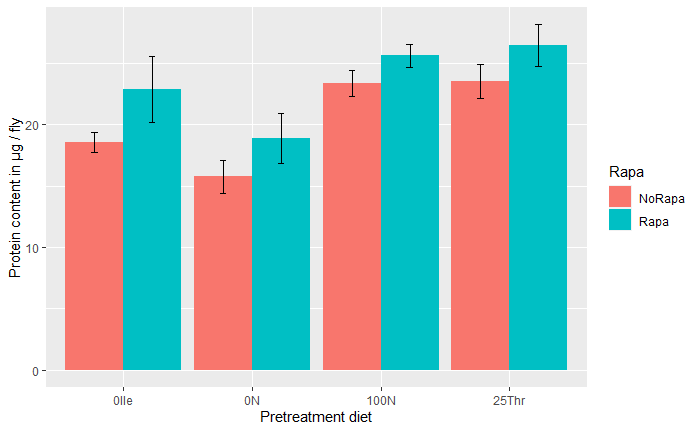 Protein content in µg / fly
20
10
0
0Ile
0N
100N
25Thr
Pretreatment diet
Rapa
NoRapa
Rapa